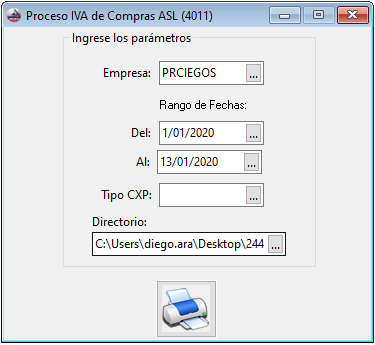 Proceso IVA de Compras ASL (4011)
Ingrese los parámetros
Empresa: PRCIEGOS ...
Rango de Fechas:
Del: 1/01/2020 ...
Al: 13/01/2020 ...
Tipo CXP: ...
Directorio:
C:\Users\diego.ara\Desktop\244 ...